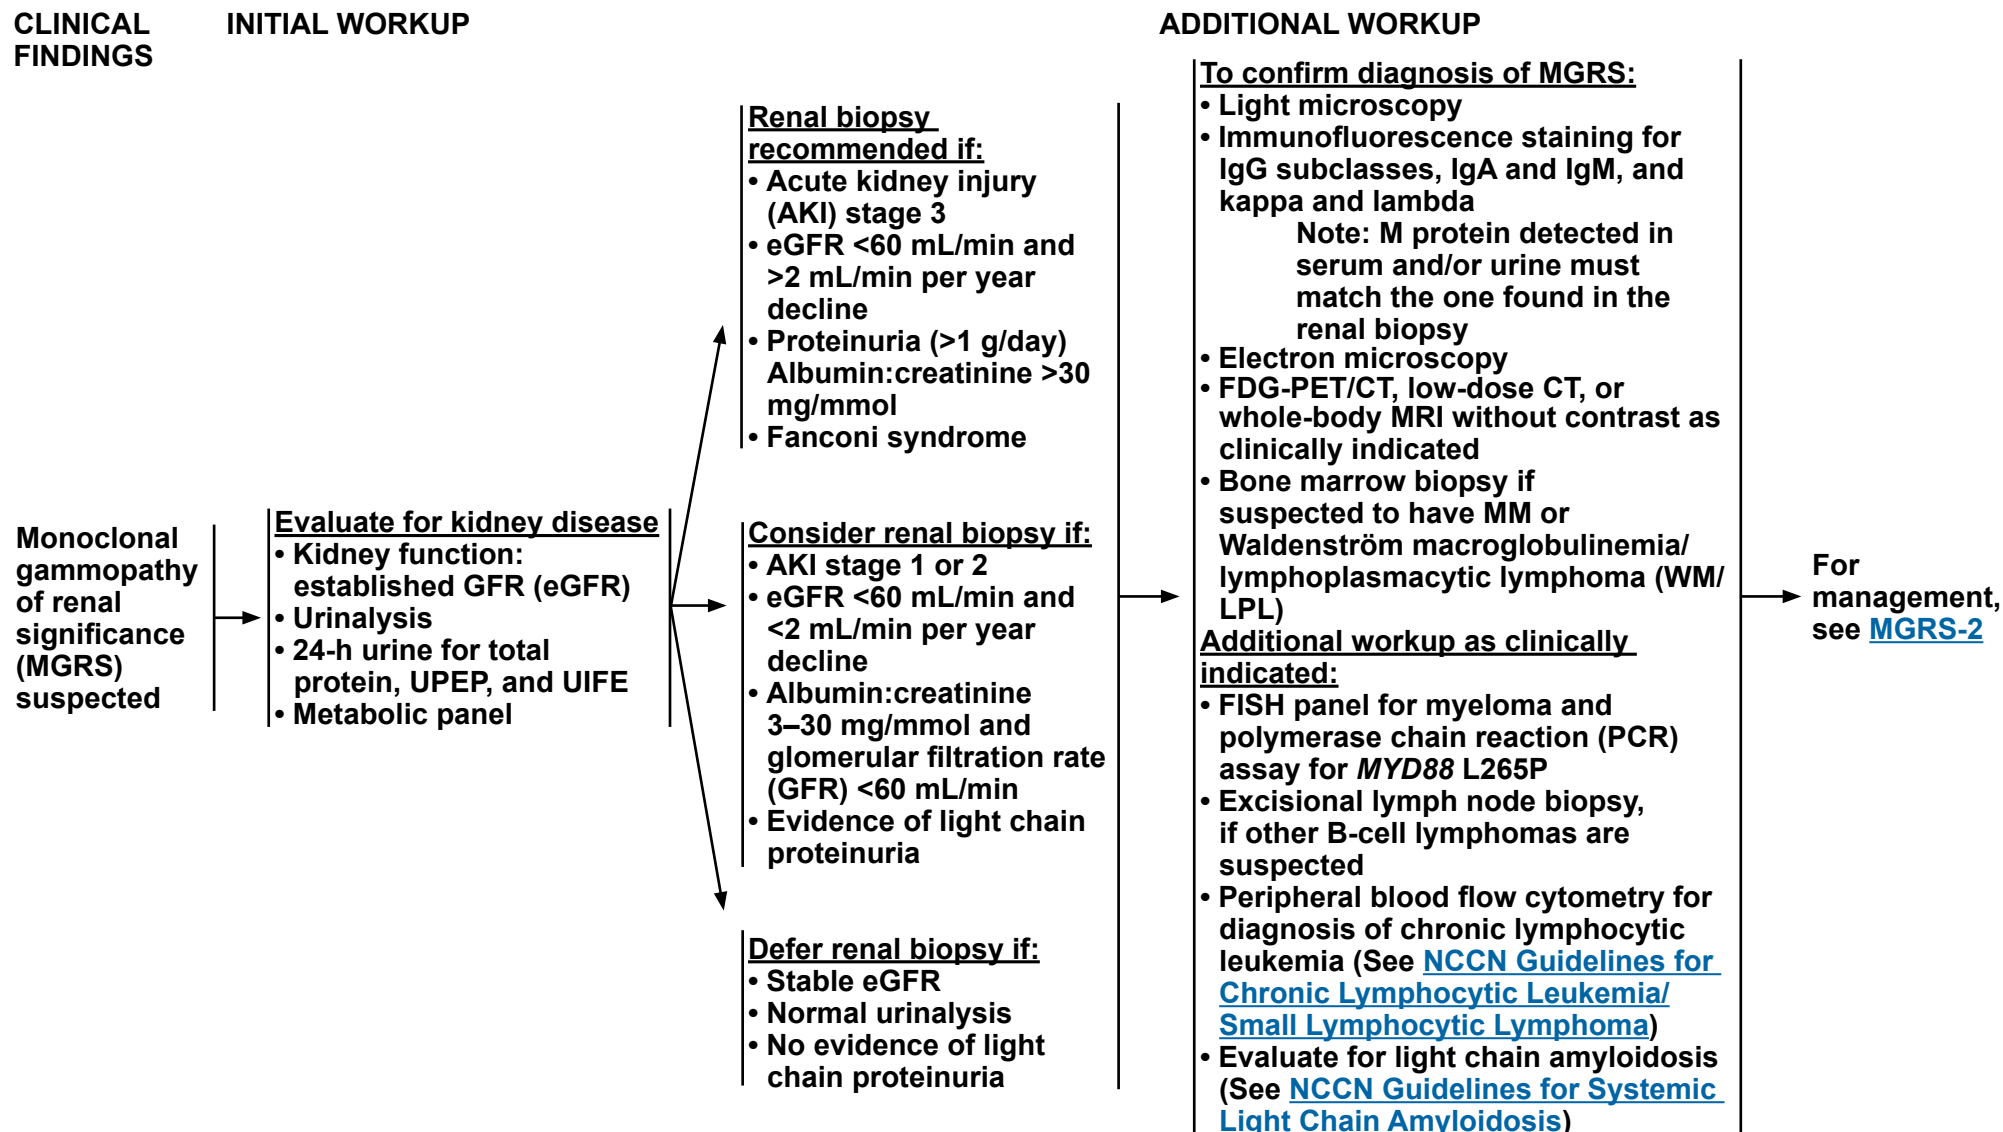 CLINICAL
FINDINGS
INITIAL WORKUP
ADDITIONAL WORKUP
Monoclonal
gammopathy
of renal
significance
(MGRS)
suspected
Evaluate for kidney disease
• Kidney function:
established GFR (eGFR)
• Urinalysis
• 24-h urine for total
protein, UPEP, and UIFE
• Metabolic panel
Renal biopsy
recommended if:
• Acute kidney injury
(AKI) stage 3
• eGFR <60 mL/min and
>2 mL/min per year
decline
• Proteinuria (>1 g/day)
Albumin:creatinine >30
mg/mmol
• Fanconi syndrome
Consider renal biopsy if:
• AKI stage 1 or 2
• eGFR <60 mL/min and
<2 mL/min per year
decline
• Albumin:creatinine
3–30 mg/mmol and
glomerular filtration rate
(GFR) <60 mL/min
• Evidence of light chain
proteinuria
Defer renal biopsy if:
• Stable eGFR
• Normal urinalysis
• No evidence of light
chain proteinuria
To confirm diagnosis of MGRS:
• Light microscopy
• Immunofluorescence staining for
IgG subclasses, IgA and IgM, and
kappa and lambda
Note: M protein detected in
serum and/or urine must
match the one found in the
renal biopsy
• Electron microscopy
• FDG-PET/CT, low-dose CT, or
whole-body MRI without contrast as
clinically indicated
• Bone marrow biopsy if
suspected to have MM or
Waldenström macroglobulinemia/
lymphoplasmacytic lymphoma (WM/
LPL)
Additional workup as clinically
indicated:
• FISH panel for myeloma and
polymerase chain reaction (PCR)
assay for MYD88 L265P
• Excisional lymph node biopsy,
if other B-cell lymphomas are
suspected
• Peripheral blood flow cytometry for
diagnosis of chronic lymphocytic
leukemia (See NCCN Guidelines for
Chronic Lymphocytic Leukemia/
Small Lymphocytic Lymphoma)
• Evaluate for light chain amyloidosis
(See NCCN Guidelines for Systemic
Light Chain Amyloidosis)
For
management,
see MGRS-2